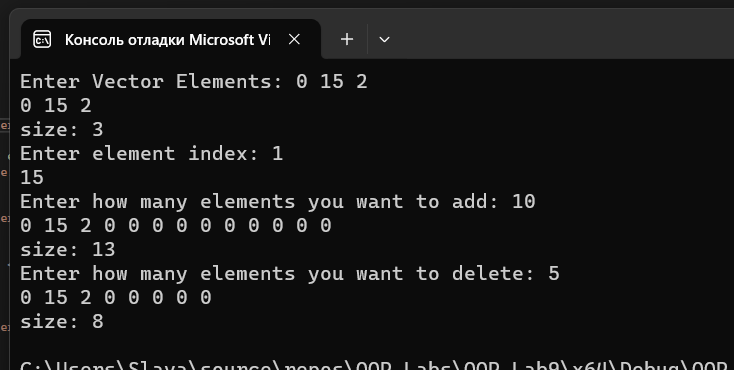 Консоль отладки Microsoft Vi
Enter Vector Elements: 0 15 2
0 15 2
size: 3
Enter element index: 1
15
Enter how many elements you want to add: 10
0 15 2 0 0 0 0 0 0 0 0 0 0
size: 13
Enter how many elements you want to delete: 5
0 15 2 0 0 0 0 0
size: 8
C:\Users\Slava\source\repos\OOP_Labs\OOP_Lab9\x64\Debug\OOP